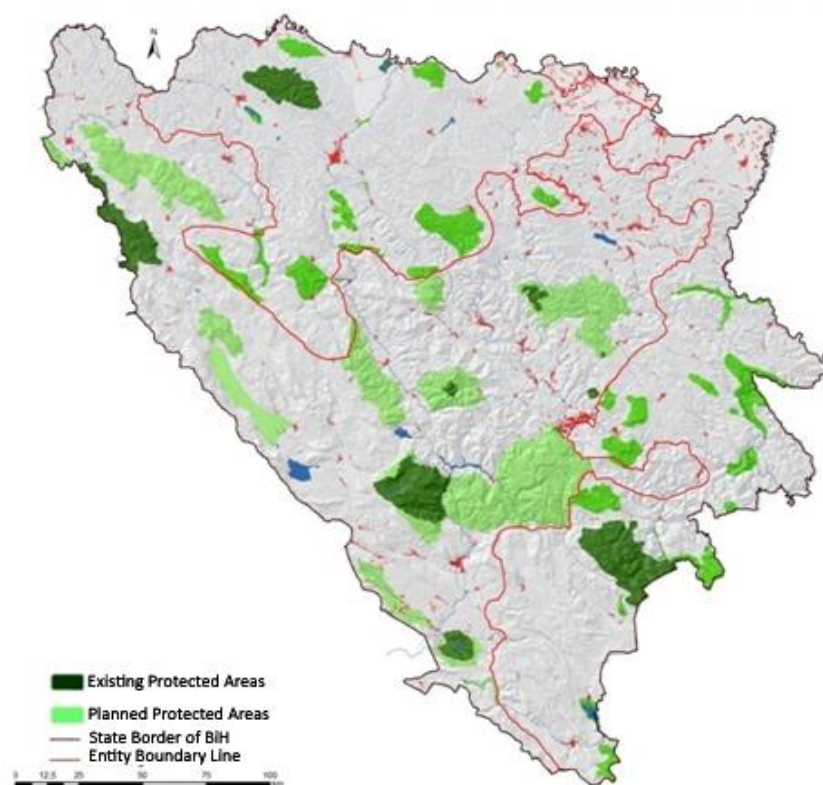 N
Existing Protected Areas
Planned Protected Areas
State Border of BiH
Entity Boundary Line
0 12,5 25 50 75 100